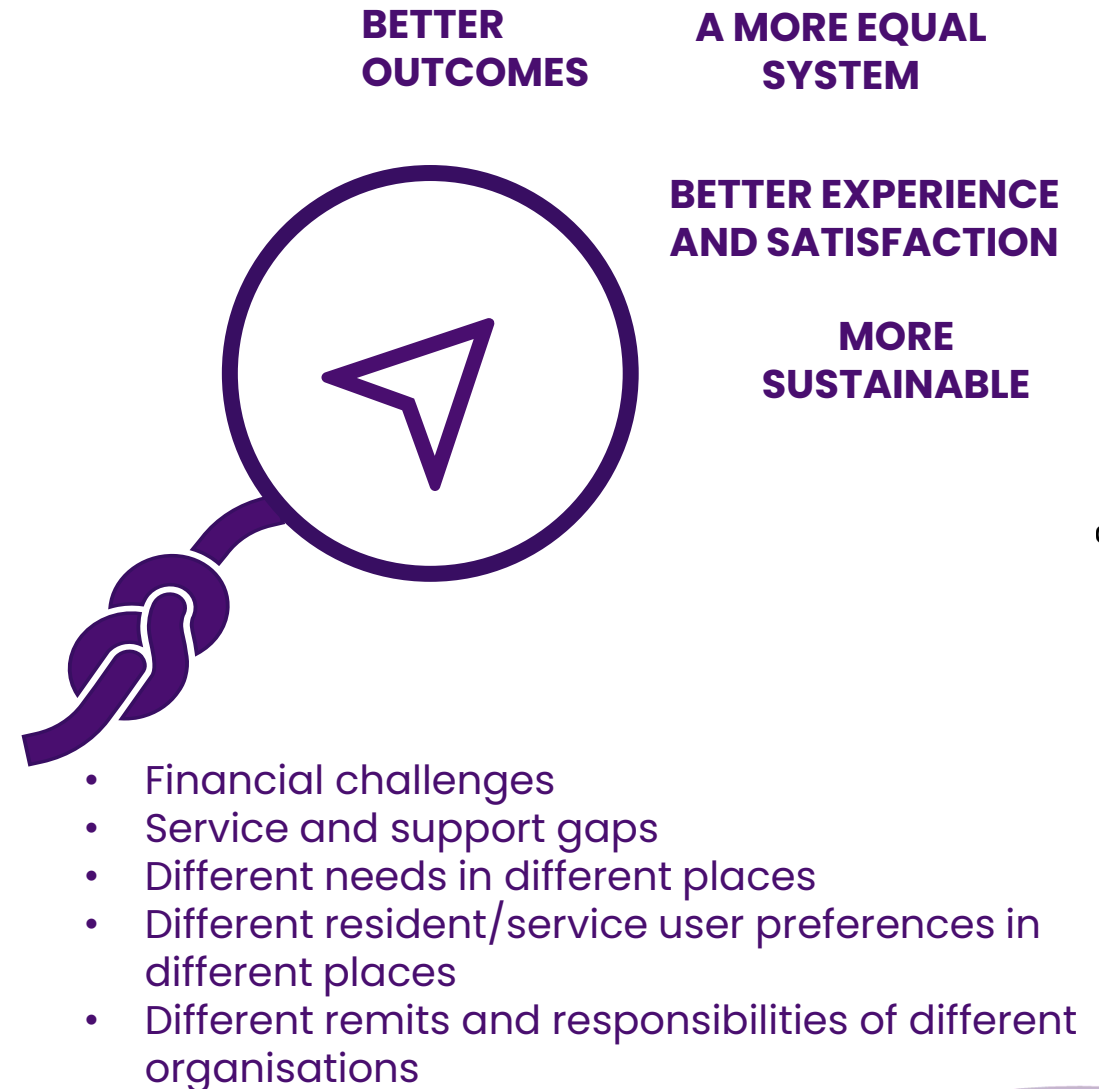 BETTER
OUTCOMES
A MORE EQUAL
SYSTEM
BETTER EXPERIENCE
AND SATISFACTION
MORE
SUSTAINABLE
• Financial challenges
• Service and support gaps
• Different needs in different places
• Different resident/service user preferences in
different places
• Different remits and responsibilities of different
organisations